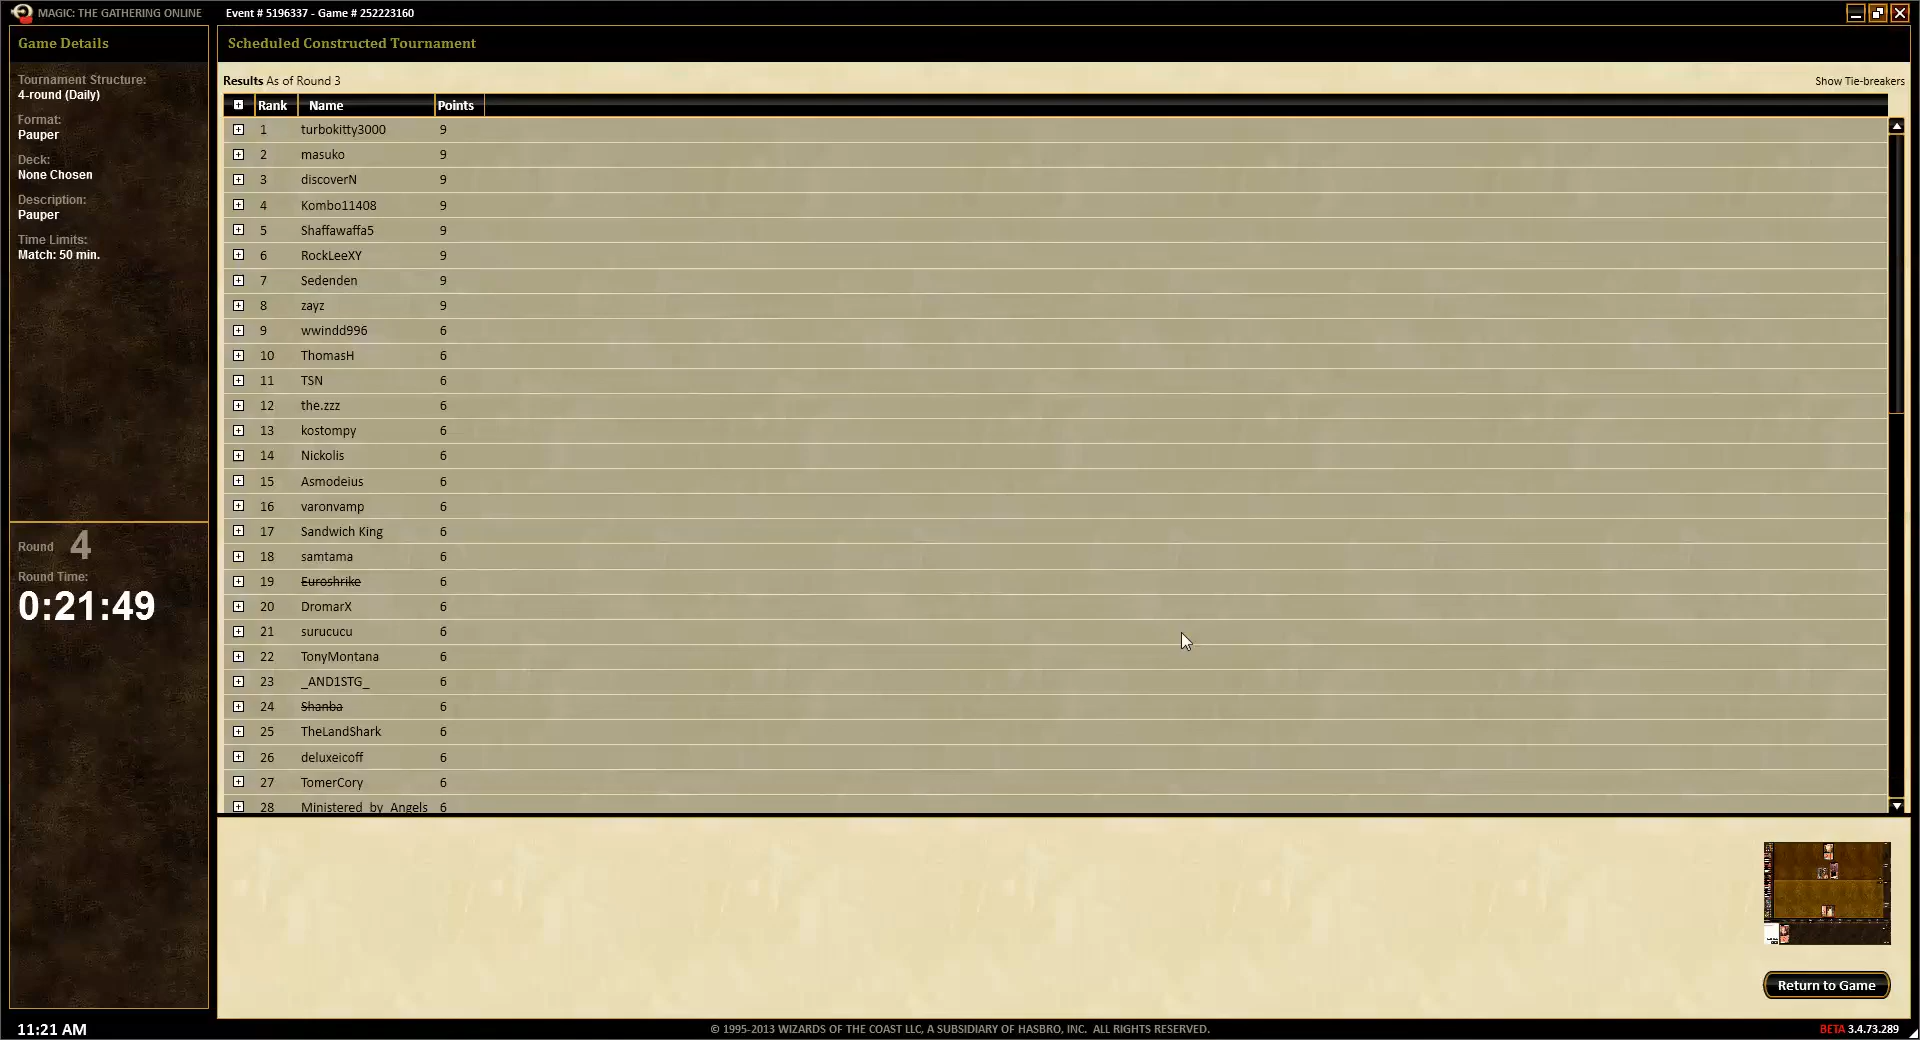 MAGIC: THE GATHERING ONLINE Event # 5196337 - Game # 252223160
Game Details
Tournament Structure:
4-round (Daily)
Format:
Pauper
Deck:
None Chosen
Description:
Pauper
Time Limits:
Match: 50 min.
Round 4
Round Time:
0:21:49
11:21 AM
Scheduled Constructed Tournament
Results As of Round 3 Show Tie-breakers
Rank Name Points
1 turbokitty3000 9
2 masuko 9
3 discoverN 9
4 Kombo11408 9
5 Shaffawaffa5 9
6 RockLeeXY 9
7 Sedenden 9
8 zayz 9
9 wwindd996 6
10 ThomasH 6
11 TSN 6
12 the.zzz 6
13 kostompy 6
14 Nickolis 6
15 Asmodeius 6
16 varonvamp 6
17 Sandwich King 6
18 samtama 6
19 Euroshrike 6
20 DromarX 6
21 surucucu 6
22 TonyMontana 6
23 _AND1STG_ 6
24 Shanba 6
25 TheLandShark 6
26 deluxeicoff 6
27 TomerCory 6
28 Ministered_by_Angels 6
Return to Game
© 1995-2013 WIZARDS OF THE COAST LLC, A SUBSIDIARY OF HASBRO, INC. ALL RIGHTS RESERVED.
BETA 3.4.73.289